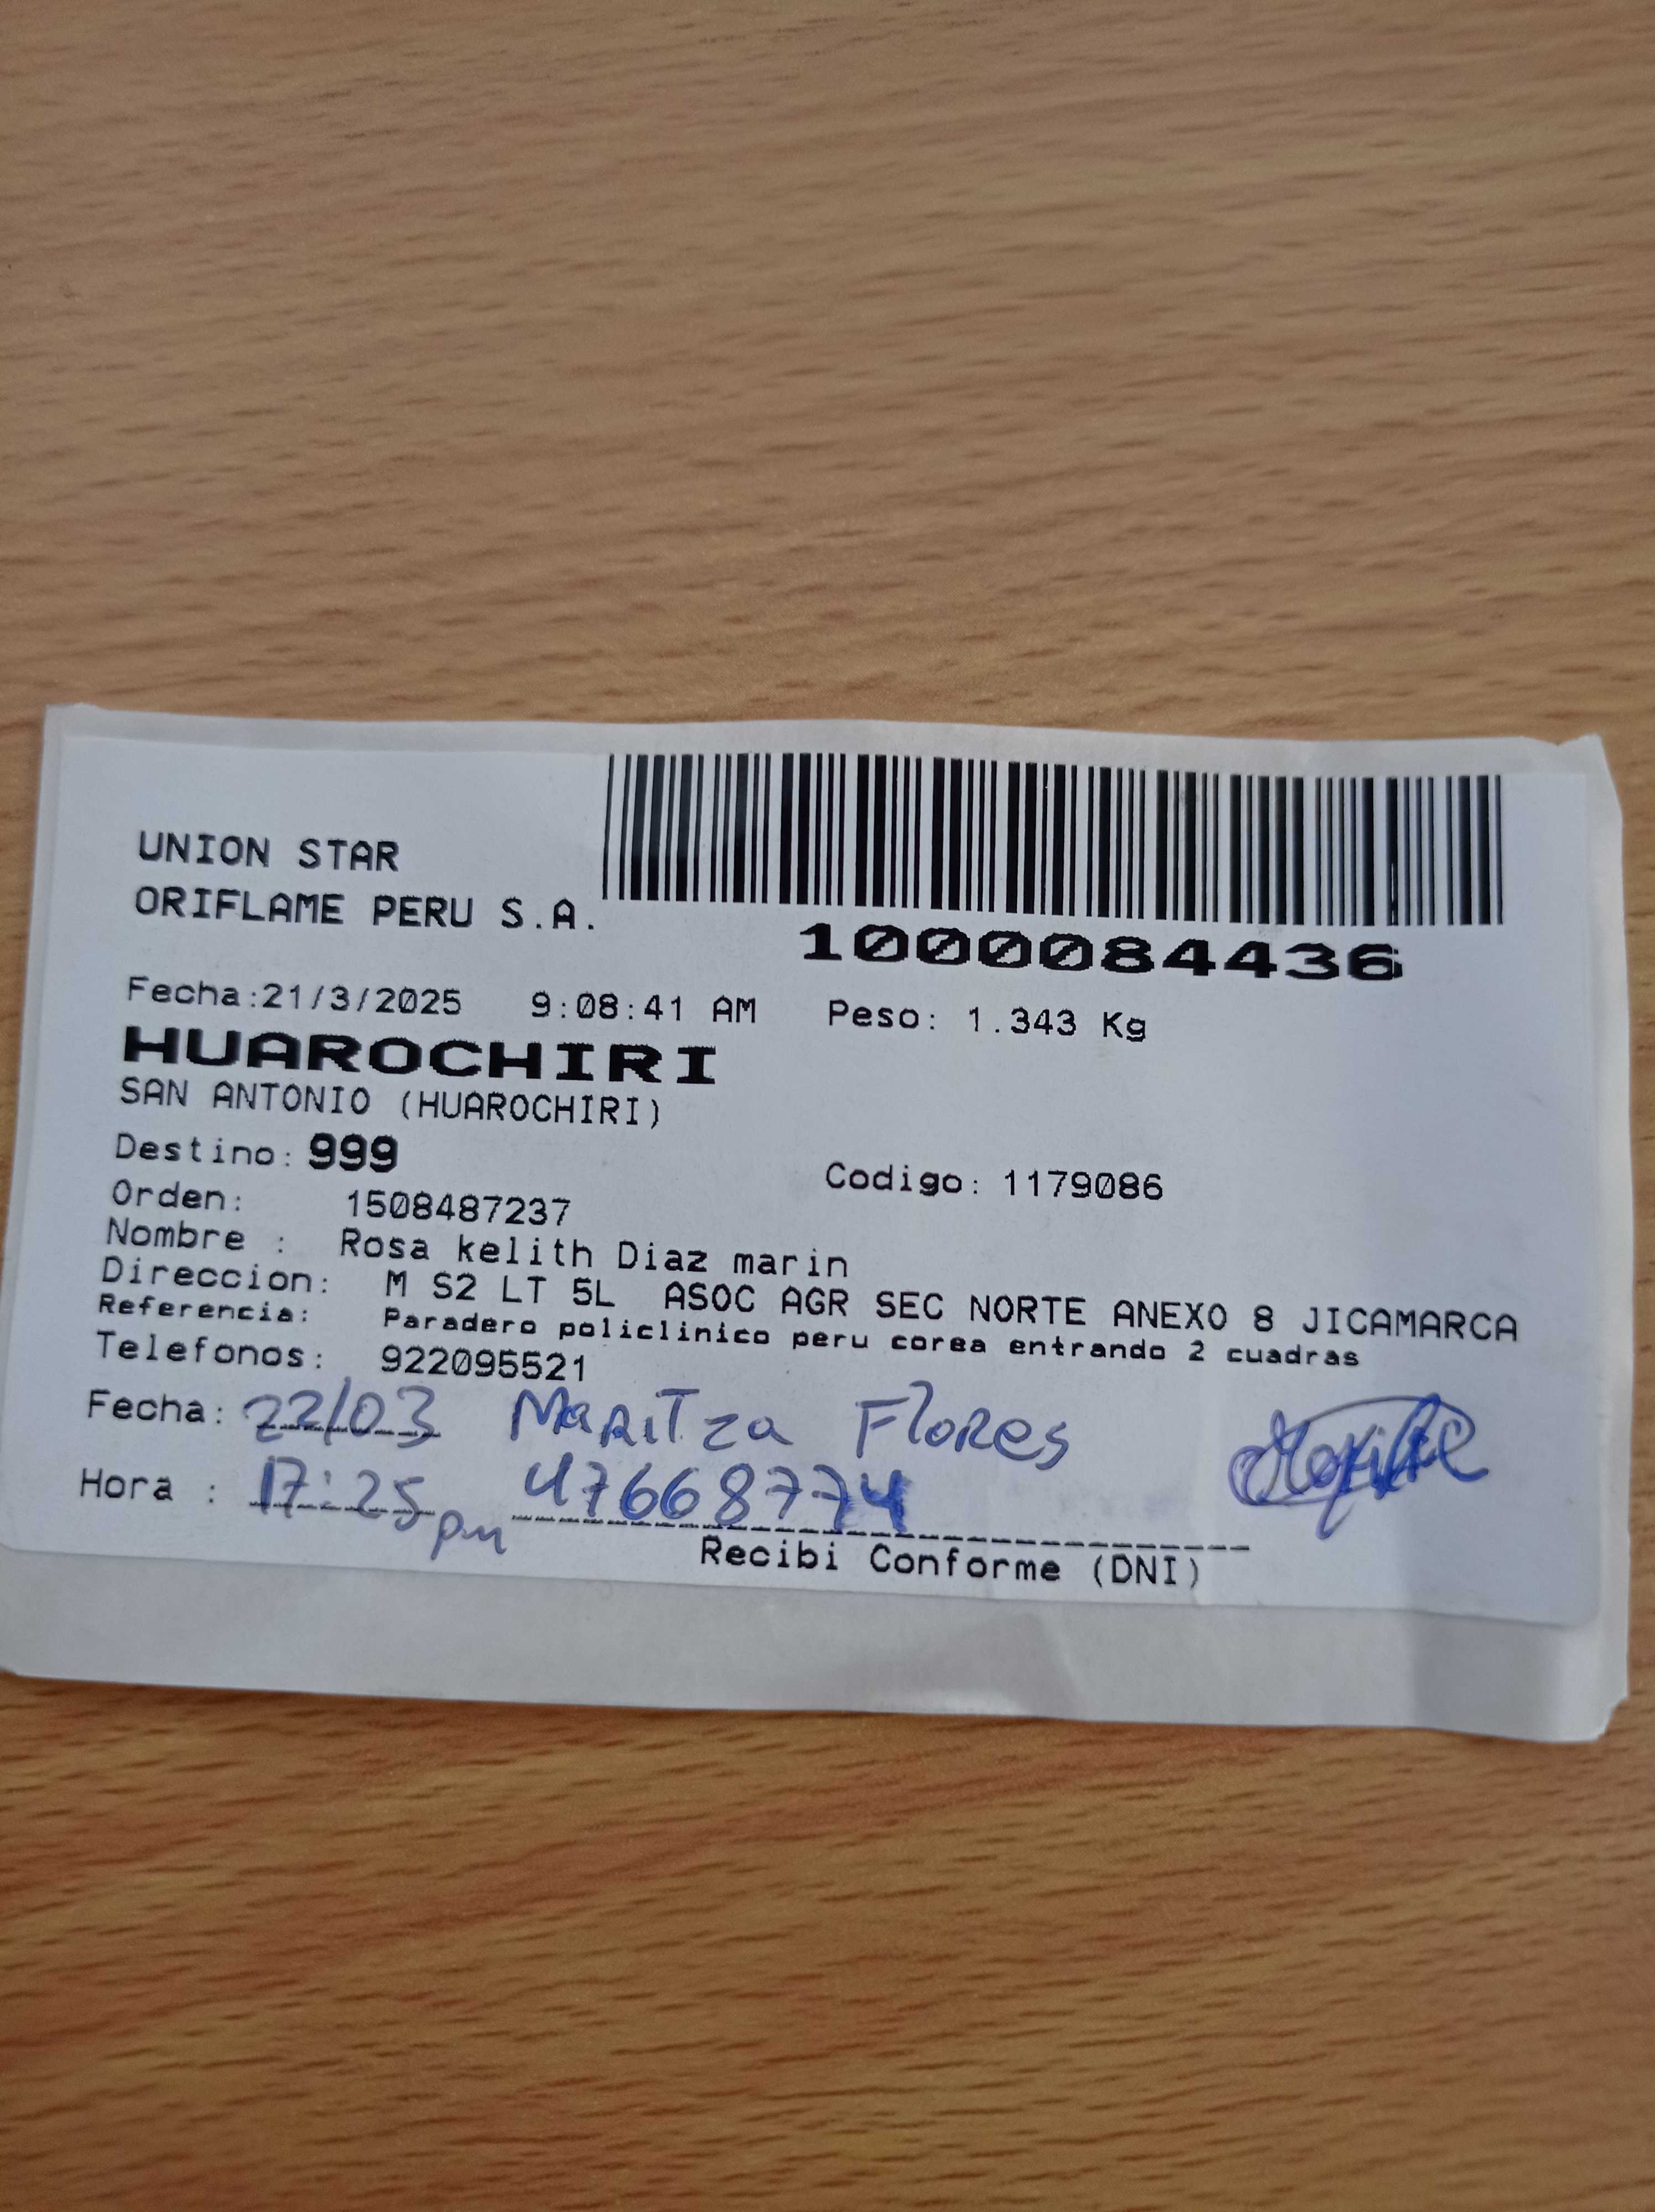 UNION STAR
ORIFLAME PERU S.A.
1000084436
Fecha:21/3/2025 9:08:41 AM Peso: 1.343 Kg
HUAROCHIRI
SAN ANTONIO (HUAROCHIRI)
Destino: 999 Codigo: 1179086
Orden: 1508487237
Nombre : Rosa kelith Diaz marin
Direccion: M S2 LT 5L ASOC AGR SEC NORTE ANEXO 8 JICAMARCA
Referencia: Paradero policlinico peru corea entrando 2 cuadras
Telefonos: 922095521
Fecha: 22/03 MaRiTza FloRes
Hora : 17:25 pm 47668774
Recibi Conforme (DNI)